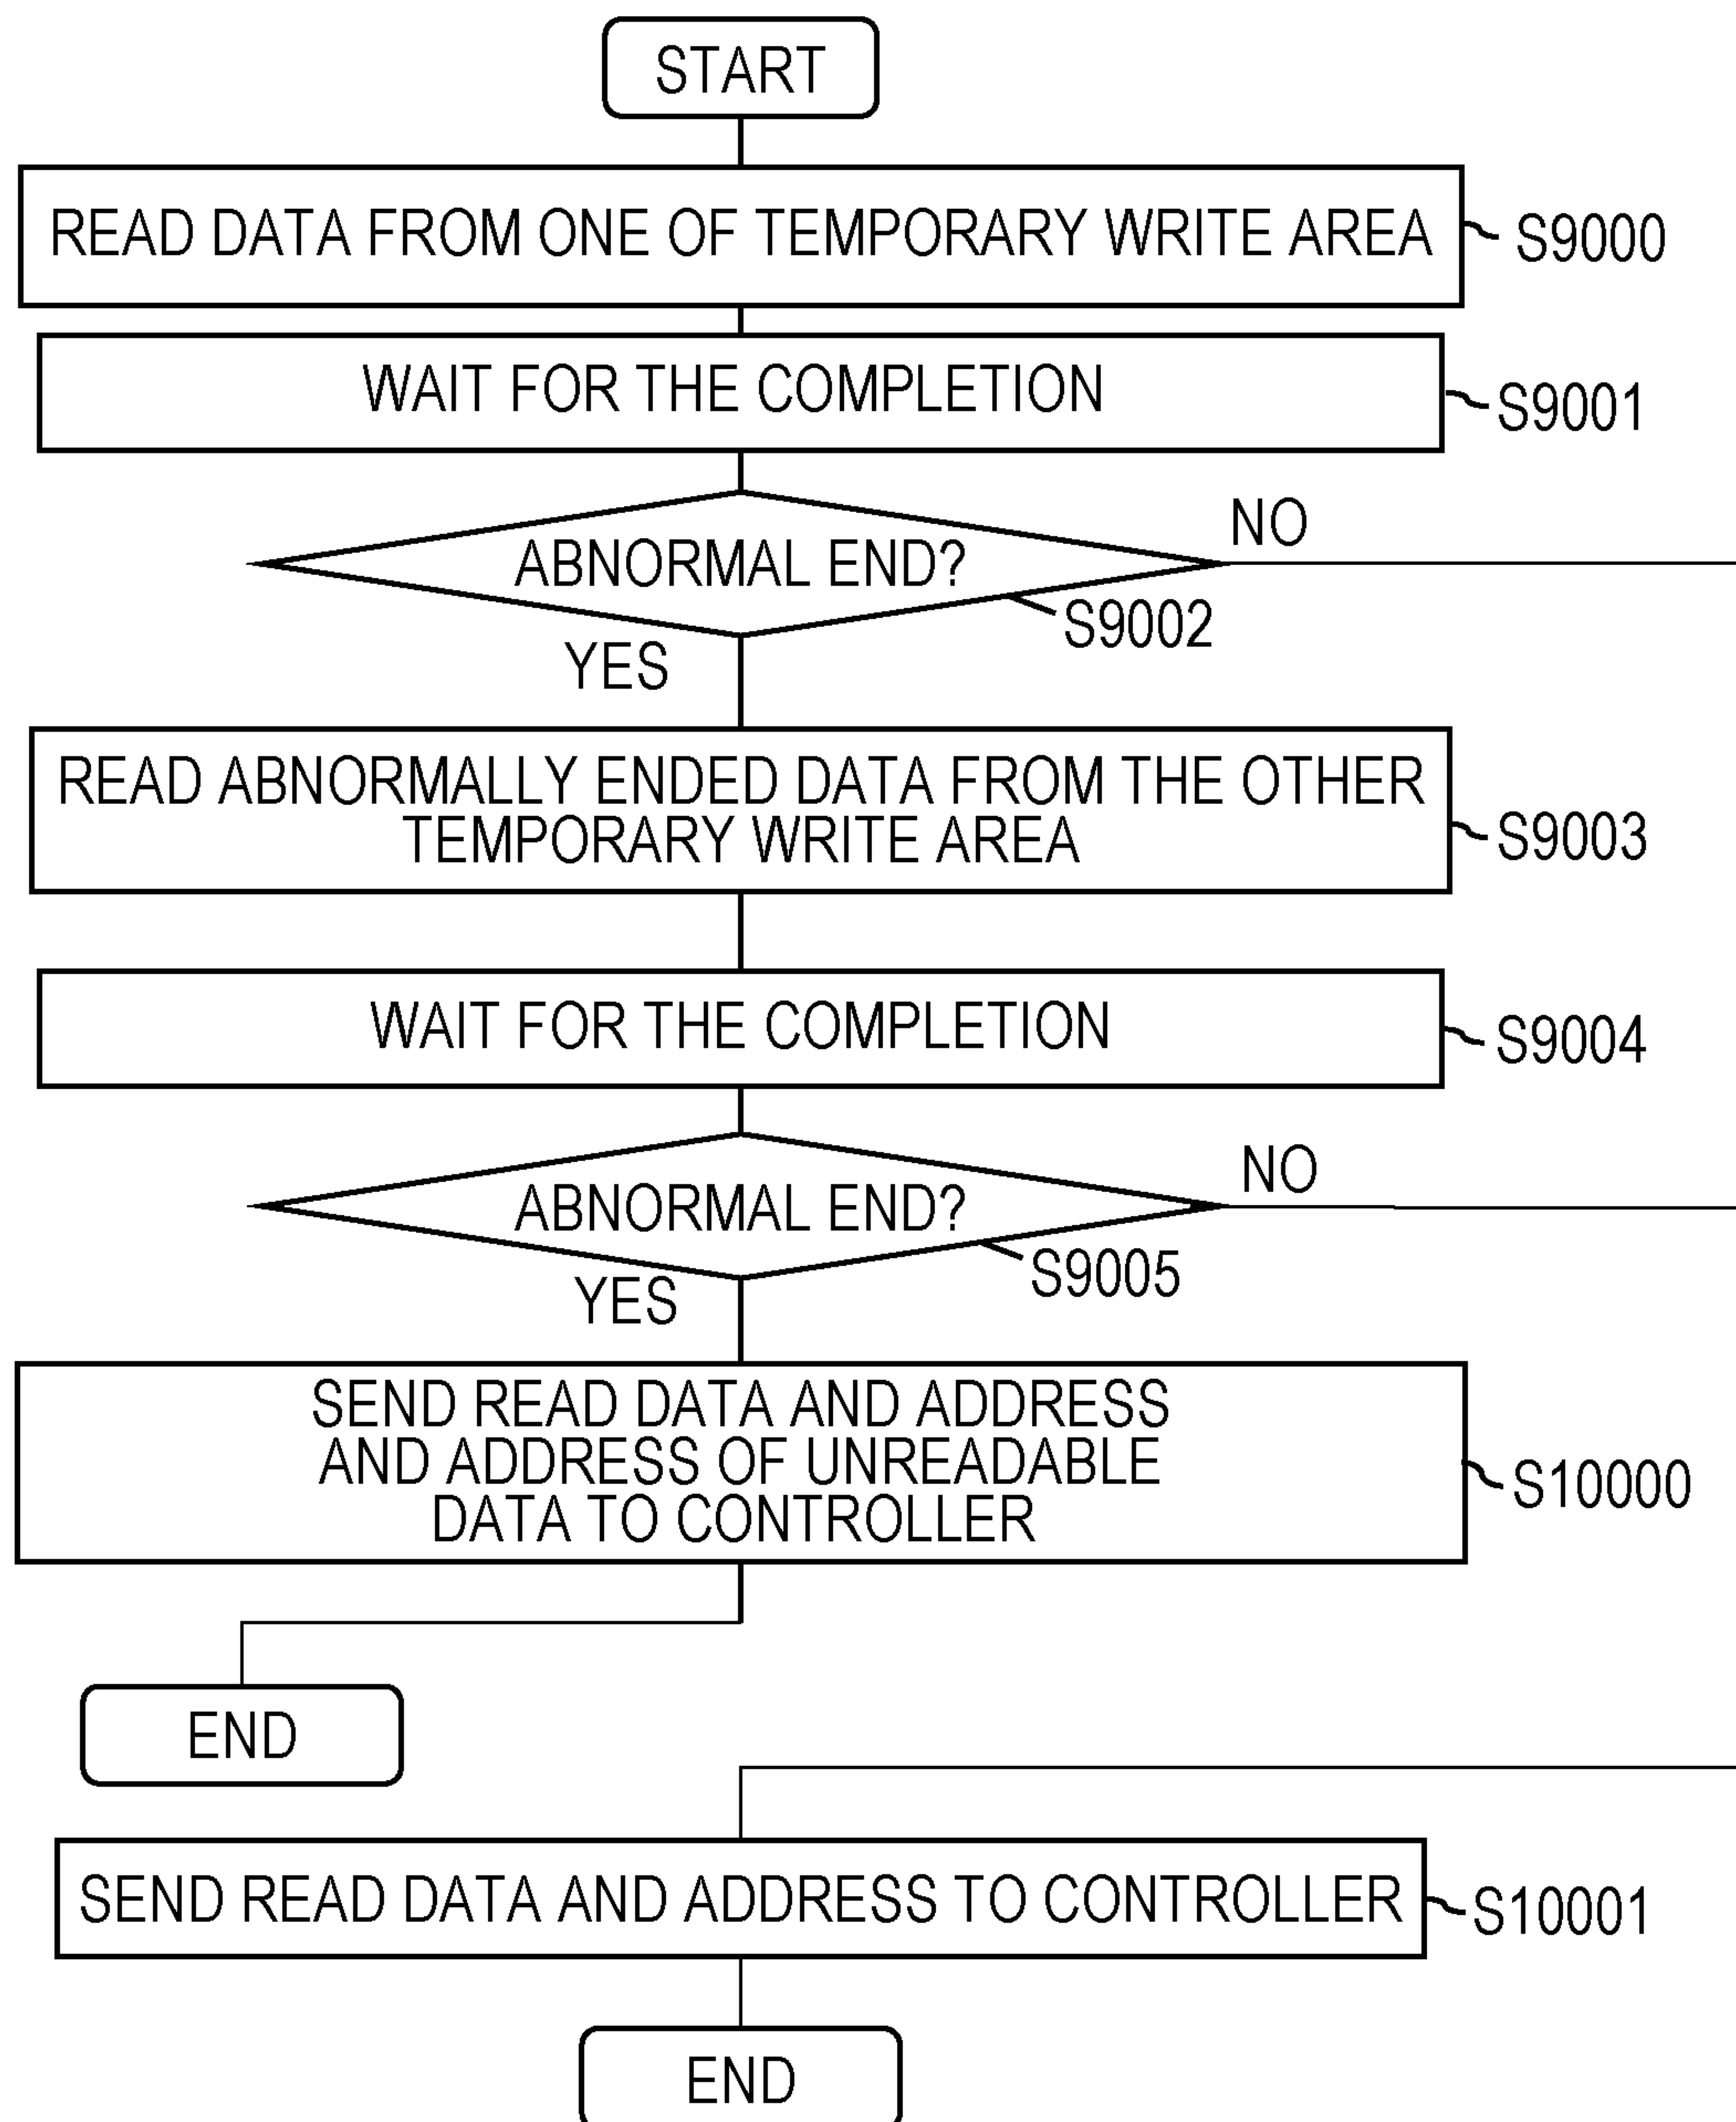 START
READ DATA FROM ONE OF TEMPORARY WRITE AREA
S9000
WAIT FOR THE COMPLETION
S9001
NO
ABNORMAL END?
S9002
YES
READ ABNORMALLY ENDED DATA FROM THE OTHER
TEMPORARY WRITE AREA
S9003
WAIT FOR THE COMPLETION
S9004
NO
ABNORMAL END?
S9005
YES
SEND READ DATA AND ADDRESS
AND ADDRESS OF UNREADABLE
DATA TO CONTROLLER
S10000
END
SEND READ DATA AND ADDRESS TO CONTROLLER
S10001
END